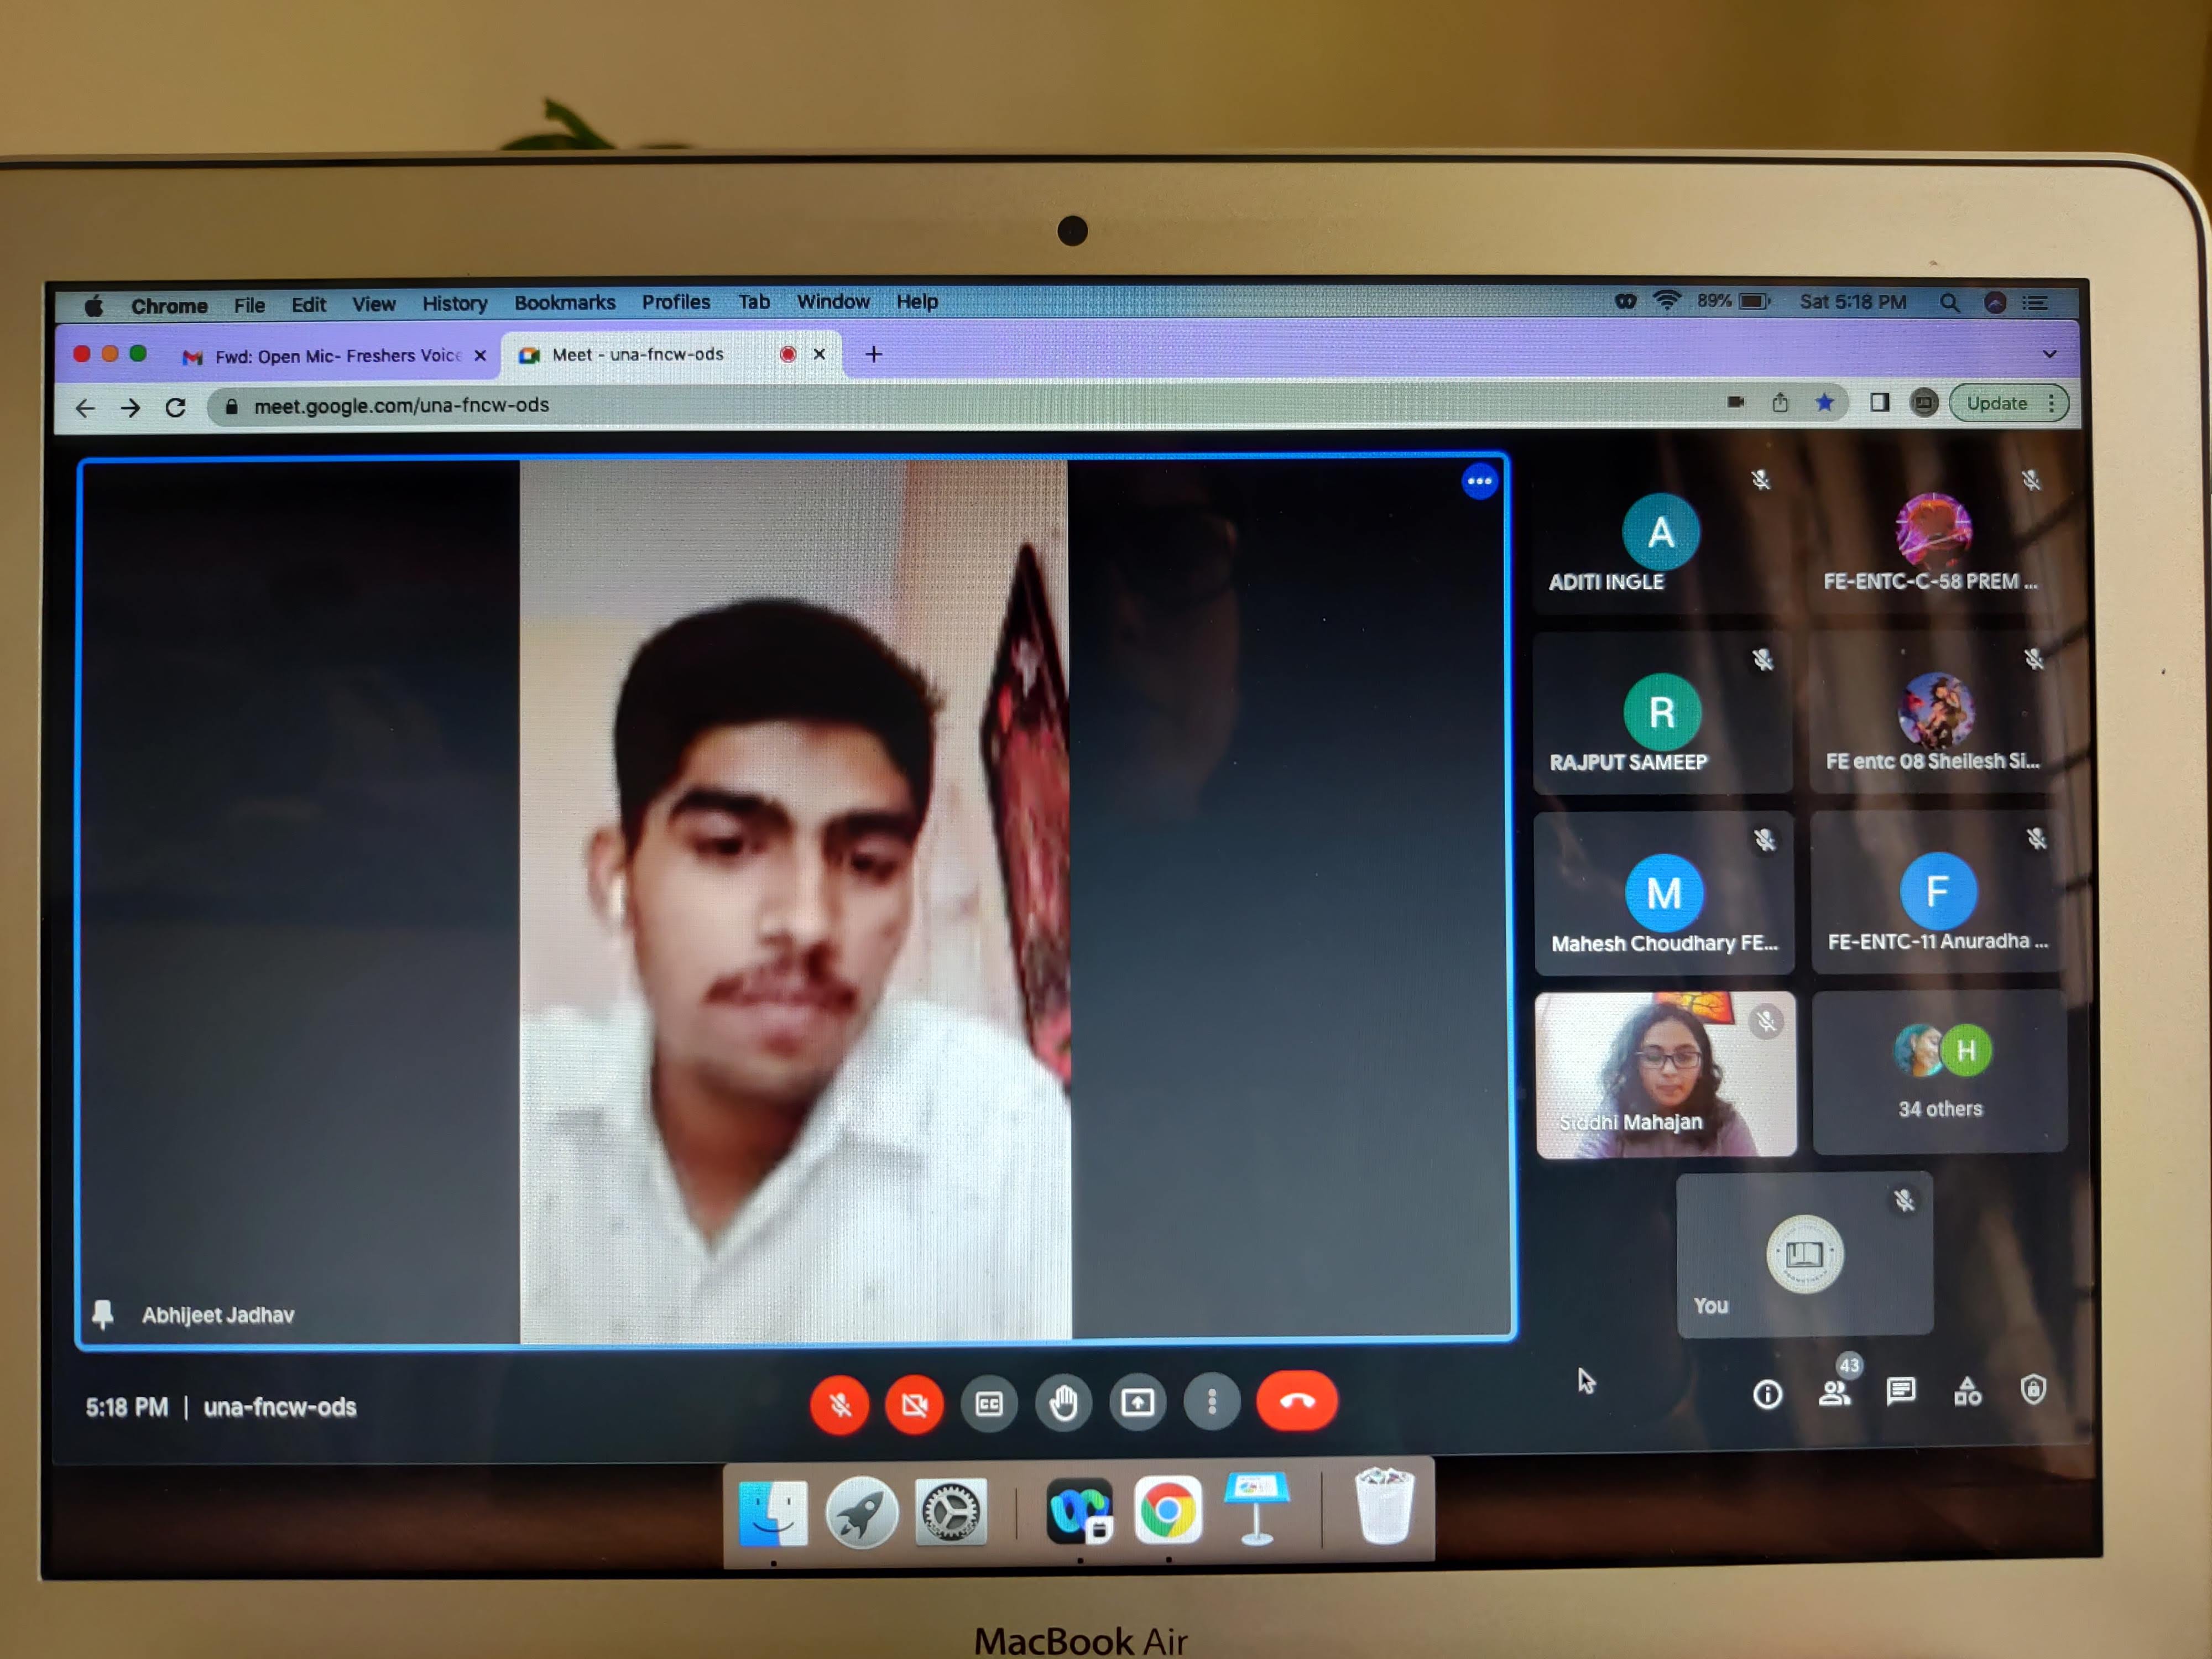 Chrome File Edit View History Bookmarks Profiles Tab Window Help 89% Sat 5:18 PM
Fwd: Open Mic- Freshers Voice Meet - una-fncw-ods
meet.google.com/una-fncw-ods Update
A
ADITI INGLE
FE-ENTC-C-58 PREM ...
R
RAJPUT SAMEEP
FE entc 08 Sheilesh Si...
M
Mahesh Choudhary FE...
F
FE-ENTC-11 Anuradha ...
Siddhi Mahajan
H
34 others
You
Abhijeet Jadhav
5:18 PM | una-fncw-ods
CC
43
MacBook Air